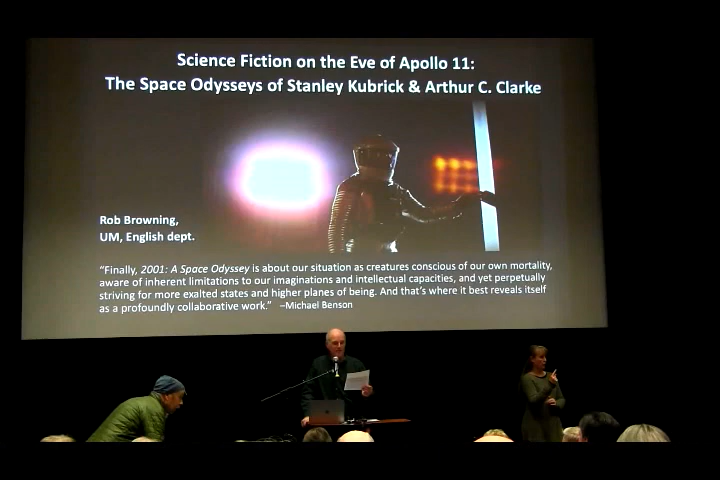 Science Fiction on the Eve of Apollo 11:
The Space Odysseys of Stanley Kubrick & Arthur C. Clarke
Rob Browning,
UM, English dept.
“Finally, 2001: A Space Odyssey is about our situation as creatures conscious of our own mortality,
aware of inherent limitations to our imaginations and intellectual capacities, and yet perpetually
striving for more exalted states and higher planes of being. And that’s where it best reveals itself
as a profoundly collaborative work.” –Michael Benson